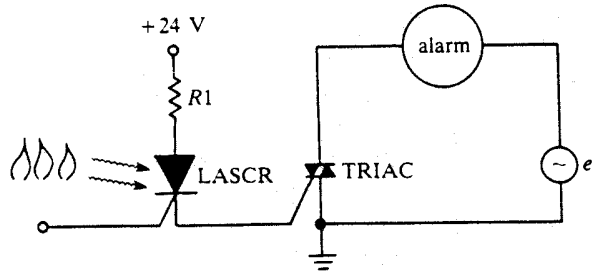 +24 V
R1
LASCR
TRIAC
alarm
~
e